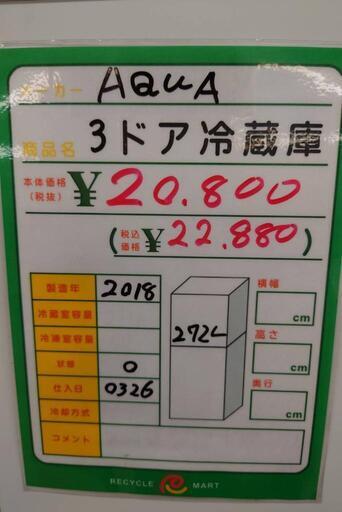 メーカー AQUA
商品名 3ドア冷蔵庫
本体価格(税抜) ¥20.800
(税込価格 ¥22.880)
製造年 2018
冷蔵室容量
冷凍室容量
状態 0
仕入日 0326
冷却方式
コメント
272L
横幅
cm
高さ
cm
奥行
cm
RECYCLE MART